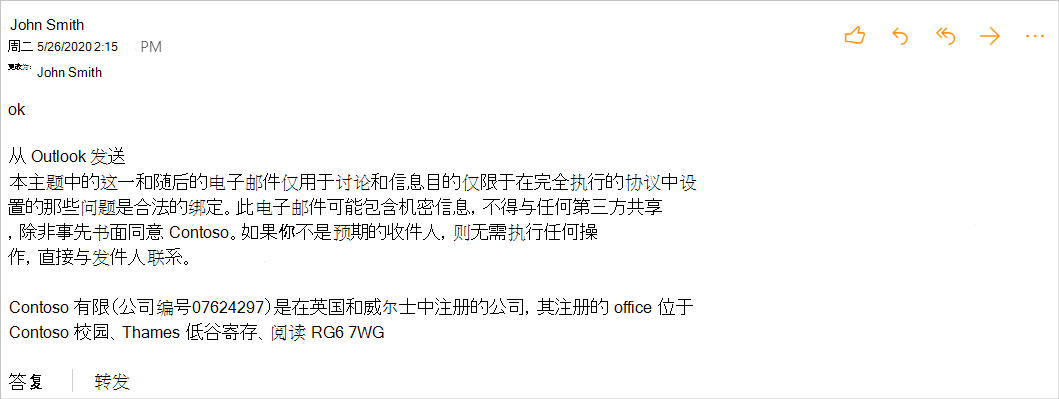 John Smith
周二 5/26/2020 2:15 PM
更改为: John Smith
ok
从 Outlook 发送
本主题中的这一和随后的电子邮件仅用于讨论和信息目的仅限于在完全执行的协议中设
置的那些问题是合法的绑定。此电子邮件可能包含机密信息, 不得与任何第三方共享
, 除非事先书面同意 Contoso。如果你不是预期的收件人, 则无需执行任何操
作, 直接与发件人联系。
Contoso 有限(公司编号07624297)是在英国和威尔士中注册的公司, 其注册的 office 位于
Contoso 校园、Thames 低谷寄存、阅读 RG6 7WG
答复 转发